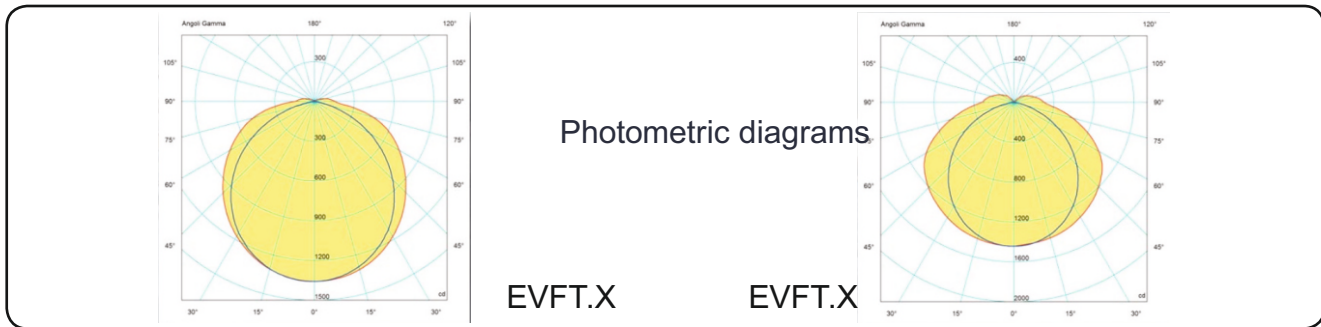 Angoli Gamma 180° 120°
105° 300 105°
90° 90°
75° 300 75°
60° 600 60°
900
45° 1200 45°
1500 cd
30° 15° 0° 15° 30°
Photometric diagrams
EVFT.X
EVFT.X
Angoli Gamma 180° 120°
105° 400 105°
90° 90°
75° 400 75°
60° 800 60°
1200
45° 1600 45°
2000 cd
30° 15° 0° 15° 30°